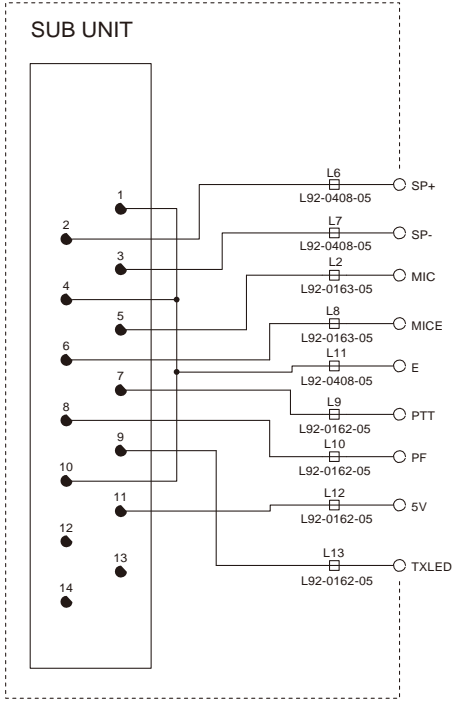 SUB UNIT
L6
SP+
L92-0408-05
1
2
L7
SP-
L92-0408-05
3
L2
MIC
L92-0163-05
4
5
L8
MICE
L92-0163-05
6
L11
E
L92-0408-05
7
L9
PTT
L92-0162-05
8
9
L10
PF
L92-0162-05
10
11
L12
5V
L92-0162-05
12
13
L13
TXLED
L92-0162-05
14